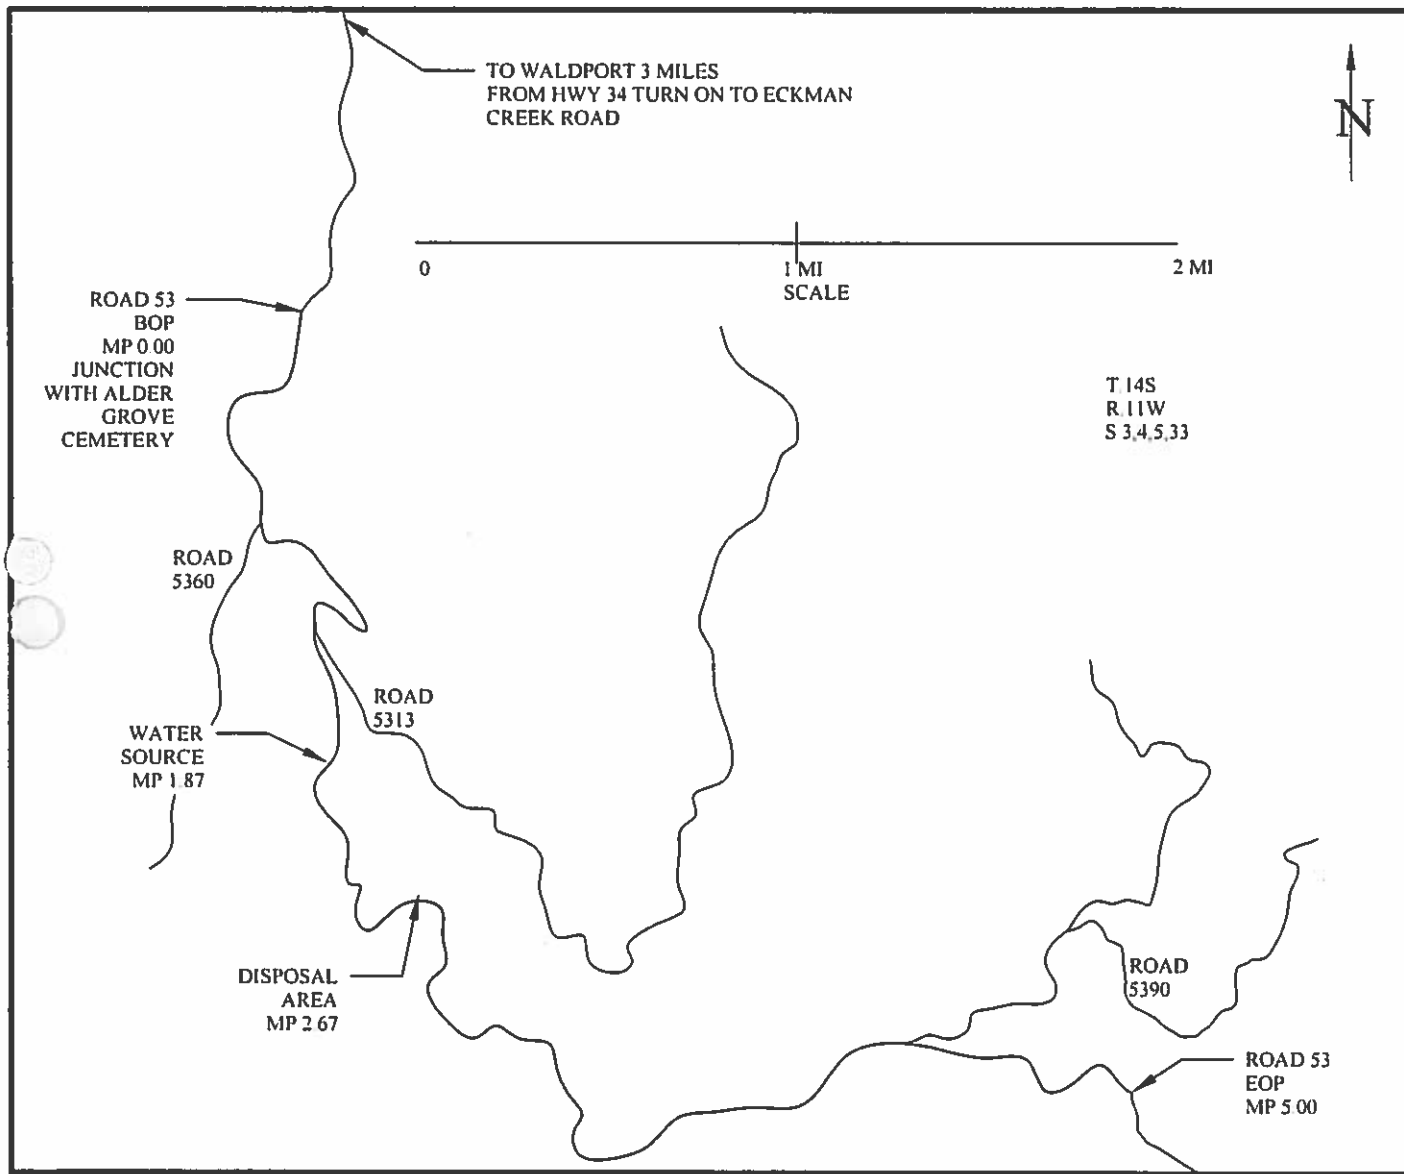 TO WALDPORT 3 MILES
FROM HWY 34 TURN ON TO ECKMAN
CREEK ROAD
N
0
1 MI
2 MI
SCALE
ROAD 53
BOP
MP 0.00
JUNCTION
WITH ALDER
GROVE
CEMETERY
T.14S
R.11W
S 3,4,5,33
ROAD
5360
ROAD
5313
WATER
SOURCE
MP 1.87
DISPOSAL
AREA
MP 2.67
ROAD
5390
ROAD 53
EOP
MP 5.00